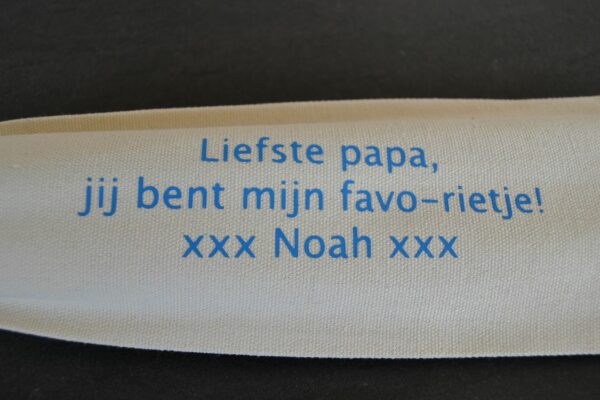 Liefste papa,
jij bent mijn favo-rietje!
xxx Noah xxx